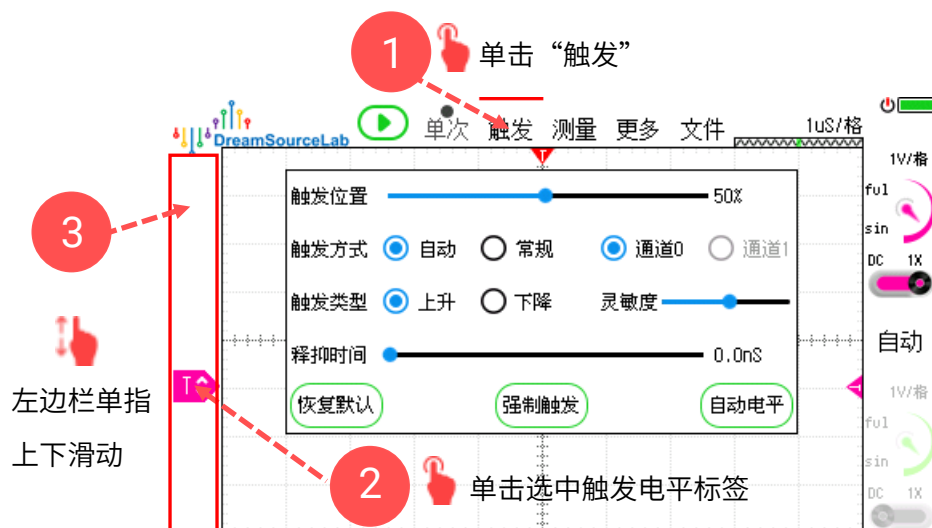 1 单击“触发”
DreamSourceLab 单次 触发 测量 更多 文件 1uS/格
T
3
触发位置 50%
触发方式 自动 常规 通道0 通道1
触发类型 上升 下降 灵敏度
释抑时间 0.0nS
恢复默认 强制触发 自动电平
1V/格
ful
sin
DC 1X
自动
1V/格
ful
sin
DC 1X
T
T
左边栏单指
上下滑动
2 单击选中触发电平标签